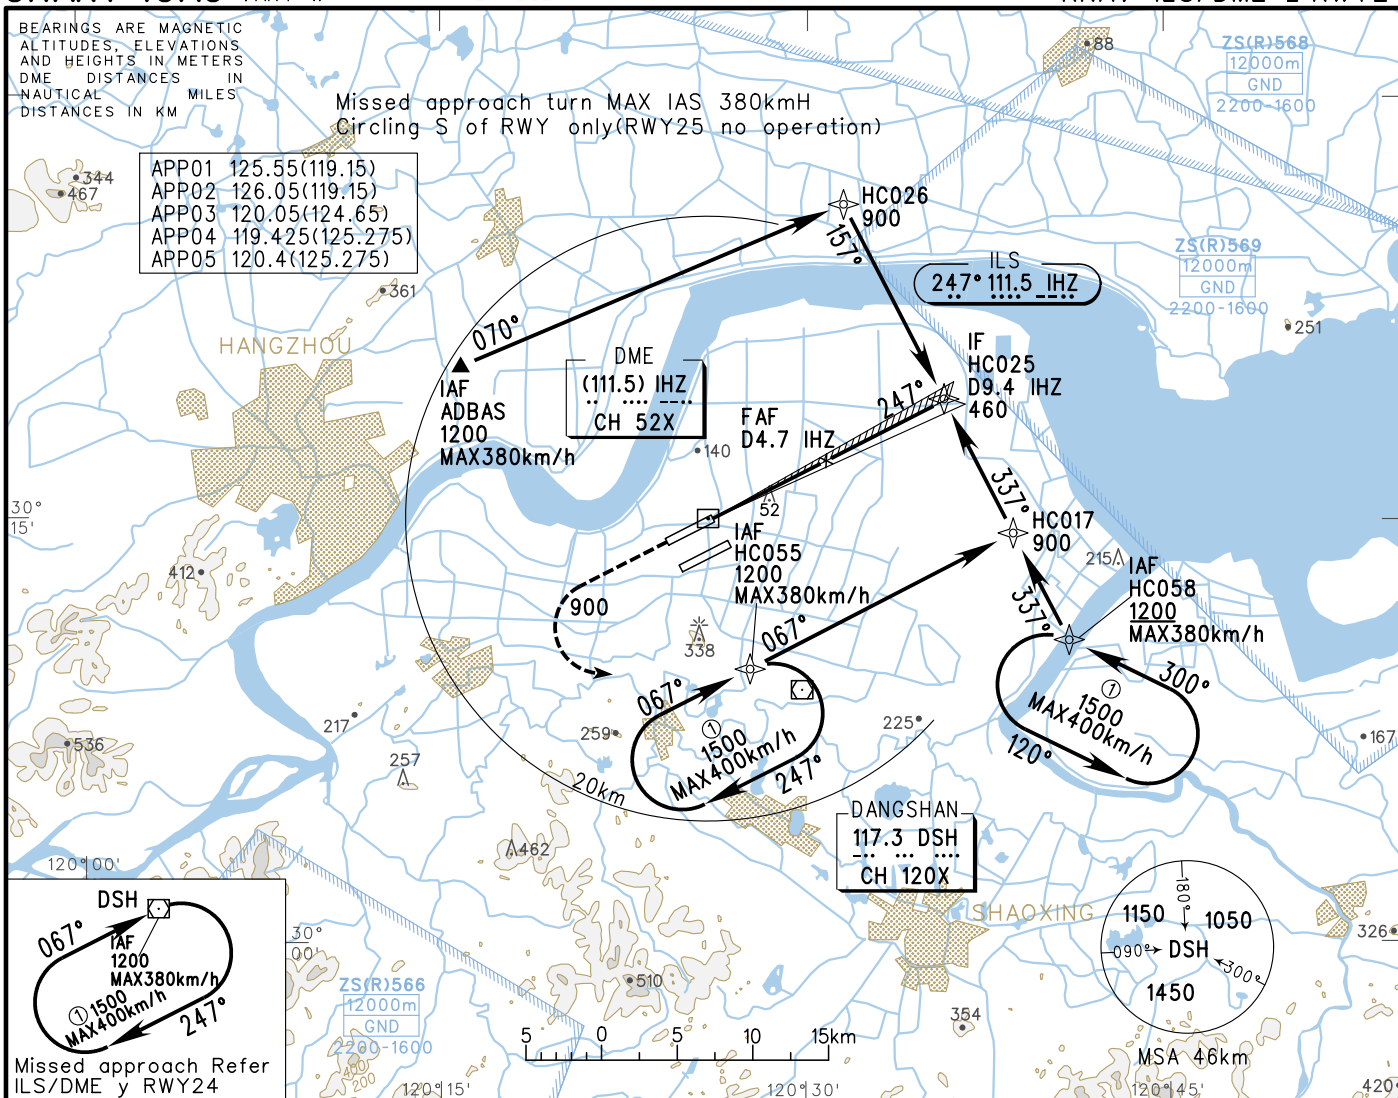 BEARINGS ARE MAGNETIC
ALTITUDES, ELEVATIONS
AND HEIGHTS IN METERS
DME DISTANCES IN
NAUTICAL MILES
DISTANCES IN KM
Missed approach turn MAX IAS 380kmH
Circling S of RWY only(RWY25 no operation)
88
ZS(R)568
12000m
GND
2200-1600
APP01 125.55(119.15)
APP02 126.05(119.15)
APP03 120.05(124.65)
APP04 119.425(125.275)
APP05 120.4(125.275)
344
467
361
HC026
900
157°
ILS
247° 111.5 IHZ
ZS(R)569
12000m
GND
2200-1600
251
HANGZHOU
070°
IAF
ADBAS
1200
MAX380km/h
DME
(111.5) IHZ
CH 52X
IF
HC025
D9.4 IHZ
460
247°
FAF
D4.7 IHZ
140
52
30°
15'
337°
HC017
900
IAF
HC055
1200
MAX380km/h
215
IAF
HC058
1200
MAX380km/h
412
900
338
067°
337°
067°
1
1500
MAX400km/h
247°
300°
1
1500
MAX400km/h
120°
217
257
259
225
167
536
20km
462
DANGSHAN
117.3 DSH
CH 120X
SHAOXING
120°00'
DSH
067°
IAF
1200
MAX380km/h
1 1500
MAX400km/h
247°
Missed approach Refer
ILS/DME y RWY24
30°
00'
ZS(R)566
12000m
GND
2200-1600
400
200
510
354
326
420
5 0 5 10 15km
180°
1150 1050
090° DSH
300°
1450
MSA 46km
120°15'
120°30'
120°45'